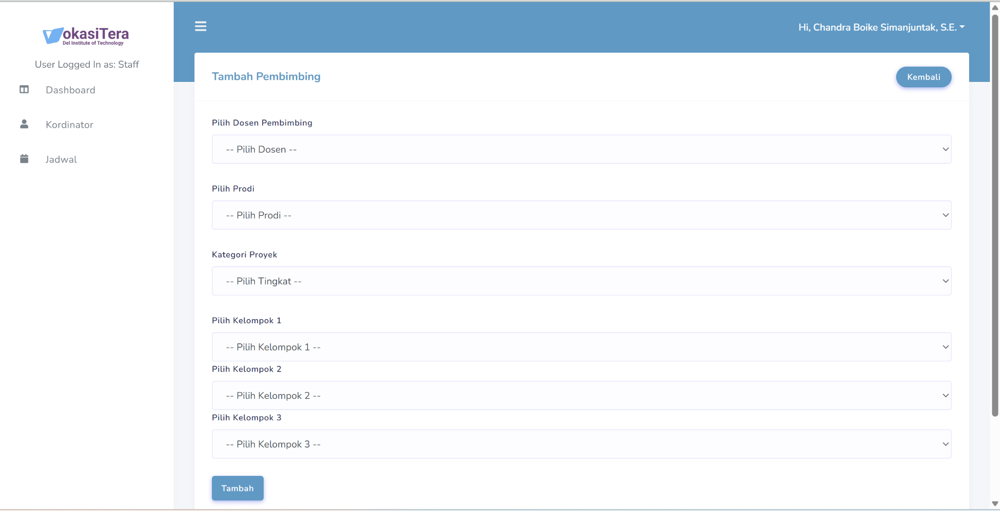 VokasiTera
Del Institute of Technology
User Logged In as: Staff
Dashboard
Kordinator
Jadwal
Hi, Chandra Boike Simanjuntak, S.E.
Tambah Pembimbing
Kembali
Pilih Dosen Pembimbing
-- Pilih Dosen --
Pilih Prodi
-- Pilih Prodi --
Kategori Proyek
-- Pilih Tingkat --
Pilih Kelompok 1
-- Pilih Kelompok 1 --
Pilih Kelompok 2
-- Pilih Kelompok 2 --
Pilih Kelompok 3
-- Pilih Kelompok 3 --
Tambah